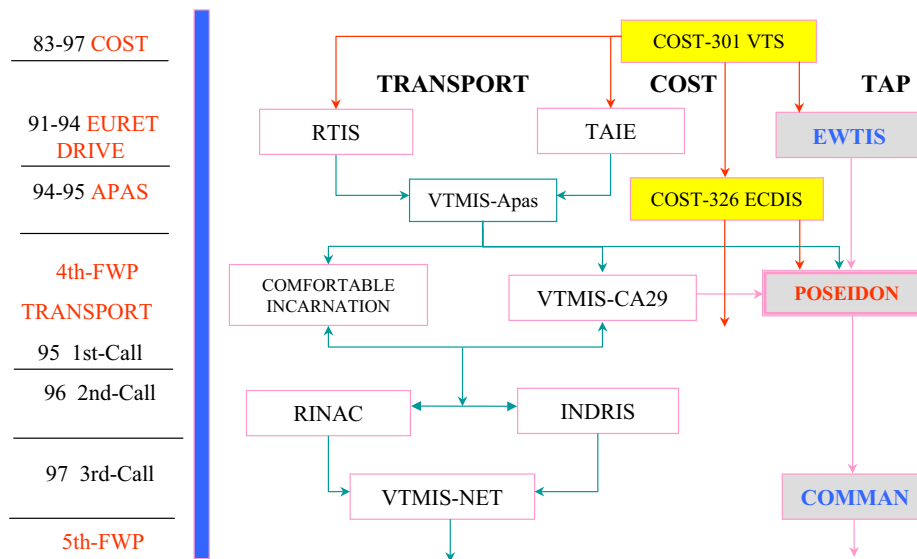 83-97 COST
91-94 EURET
DRIVE
94-95 APAS
4th-FWP
TRANSPORT
95 1st-Call
96 2nd-Call
97 3rd-Call
5th-FWP
COST-301 VTS
TRANSPORT
COST
TAP
RTIS
TAIE
EWTIS
VTMIS-Apas
COST-326 ECDIS
COMFORTABLE
INCARNATION
VTMIS-CA29
POSEIDON
RINAC
INDRIS
VTMIS-NET
COMMAN